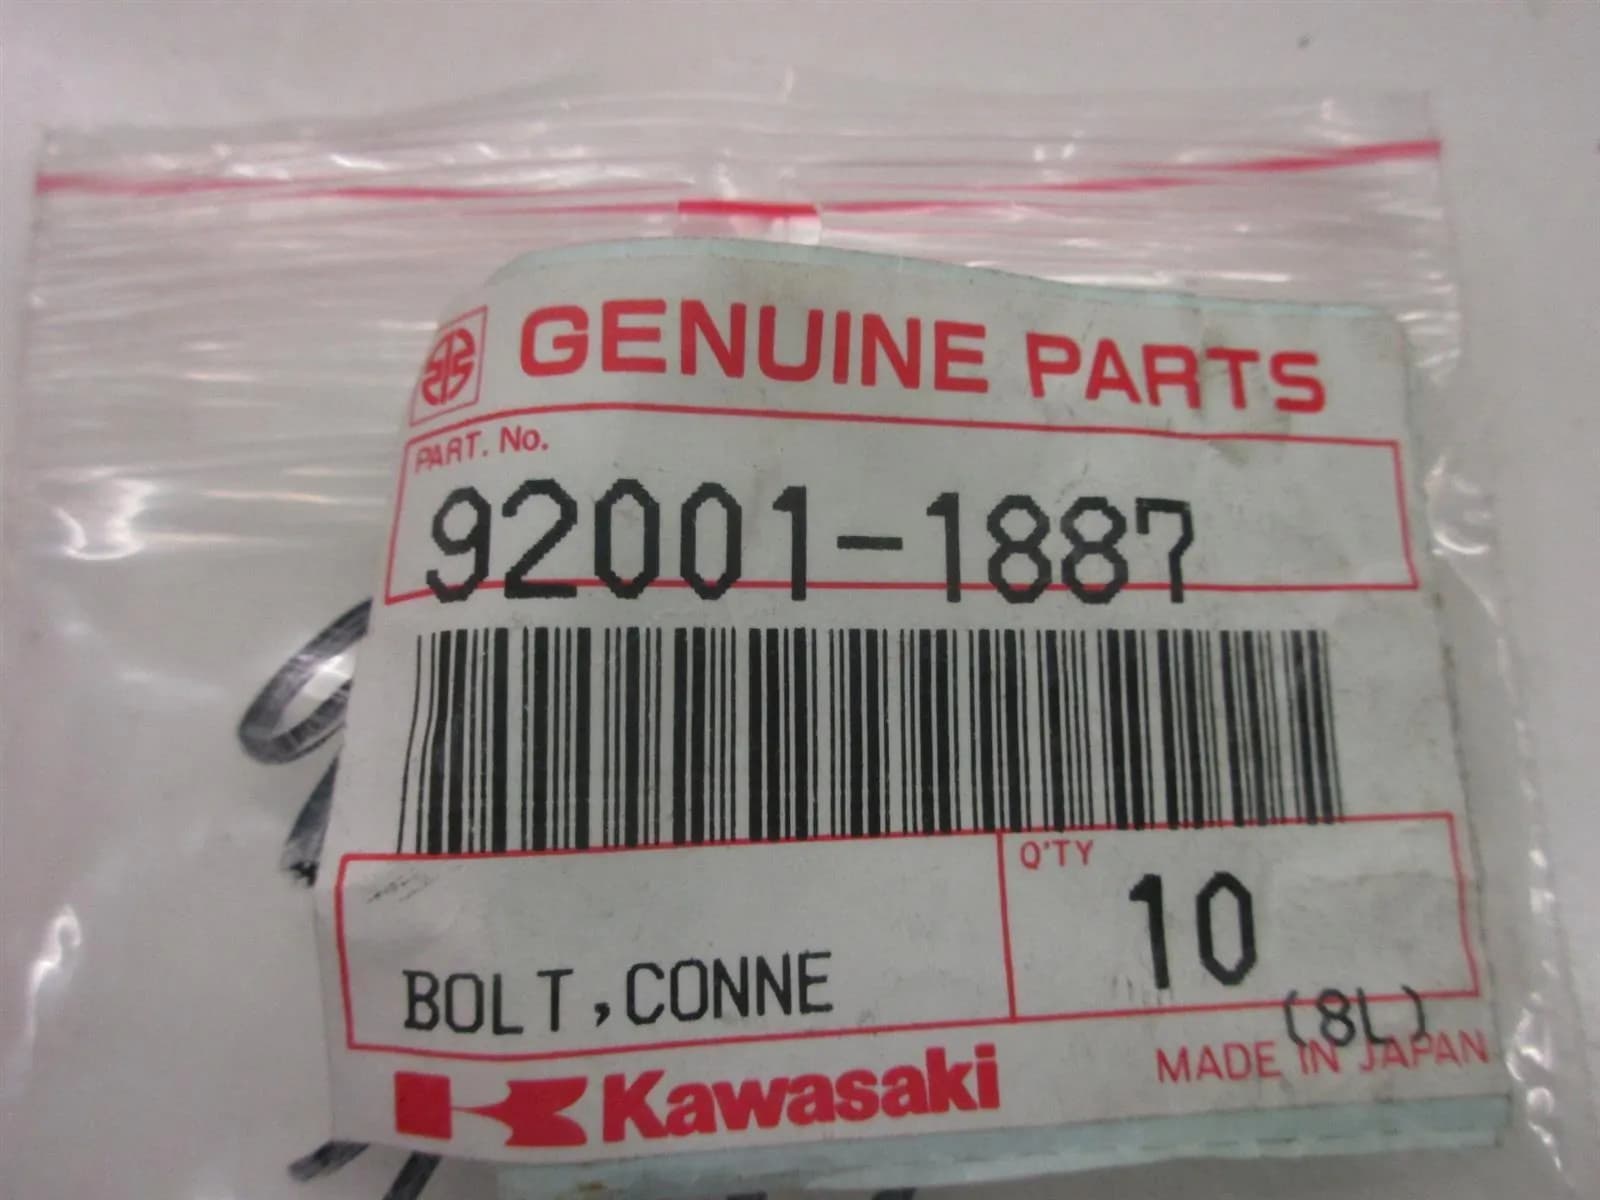 GENUINE PARTS
PART. No.
92001-1887
Q'TY
10
BOLT,CONNE
(8L)
MADE IN JAPAN
Kawasaki